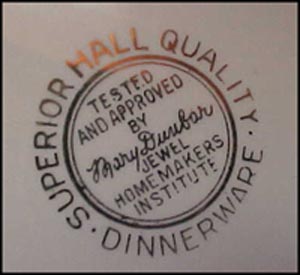 SUPERIOR HALL QUALITY · DINNERWARE ·
TESTED
AND APPROVED
BY
Mary Dunbar
JEWEL
HOMEMAKERS
INSTITUTE